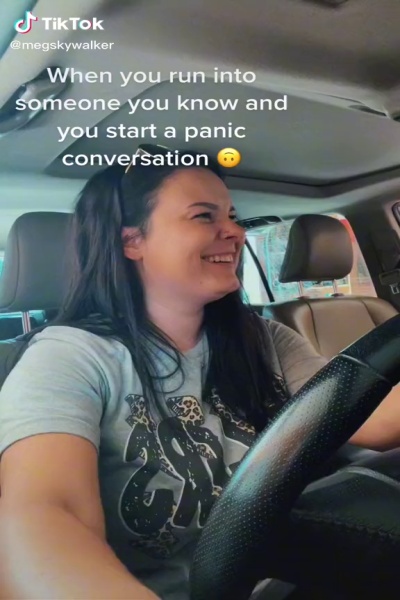 TikTok
@megskywalker
When you run into
someone you know and
you start a panic
conversation 🙃